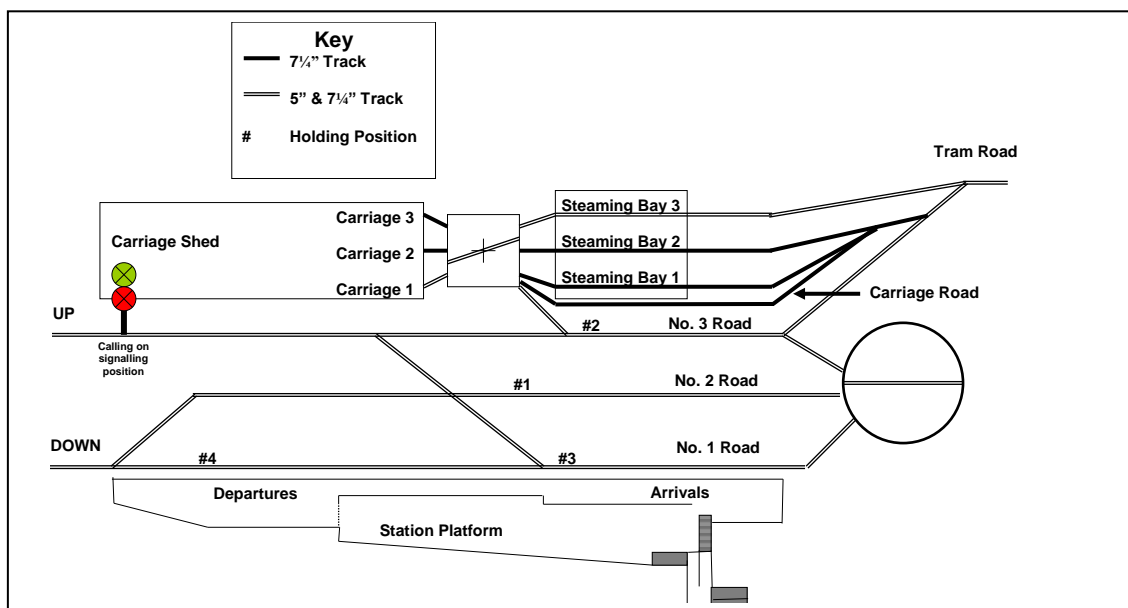 Key
7¼” Track
5” & 7¼” Track
# Holding Position
Tram Road
Carriage 3
Steaming Bay 3
Carriage Shed
Carriage 2
Steaming Bay 2
Carriage 1
Steaming Bay 1
Carriage Road
UP
#2
No. 3 Road
Calling on
signalling
position
#1
No. 2 Road
DOWN
#4
#3
No. 1 Road
Departures
Arrivals
Station Platform